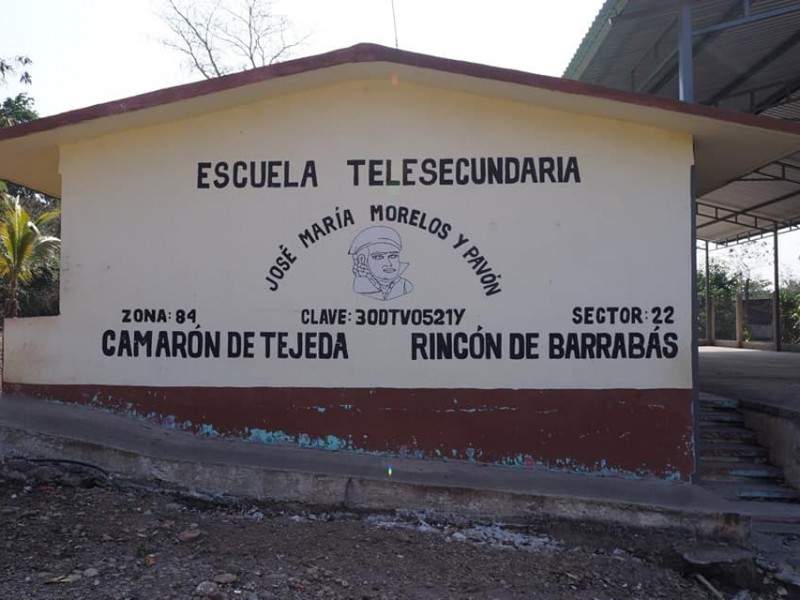 ESCUELA TELESECUNDARIA
JOSÉ MARÍA MORELOS Y PAVÓN
ZONA: 84 CLAVE: 30DTV0521Y SECTOR: 22
CAMARÓN DE TEJEDA RINCÓN DE BARRABÁS